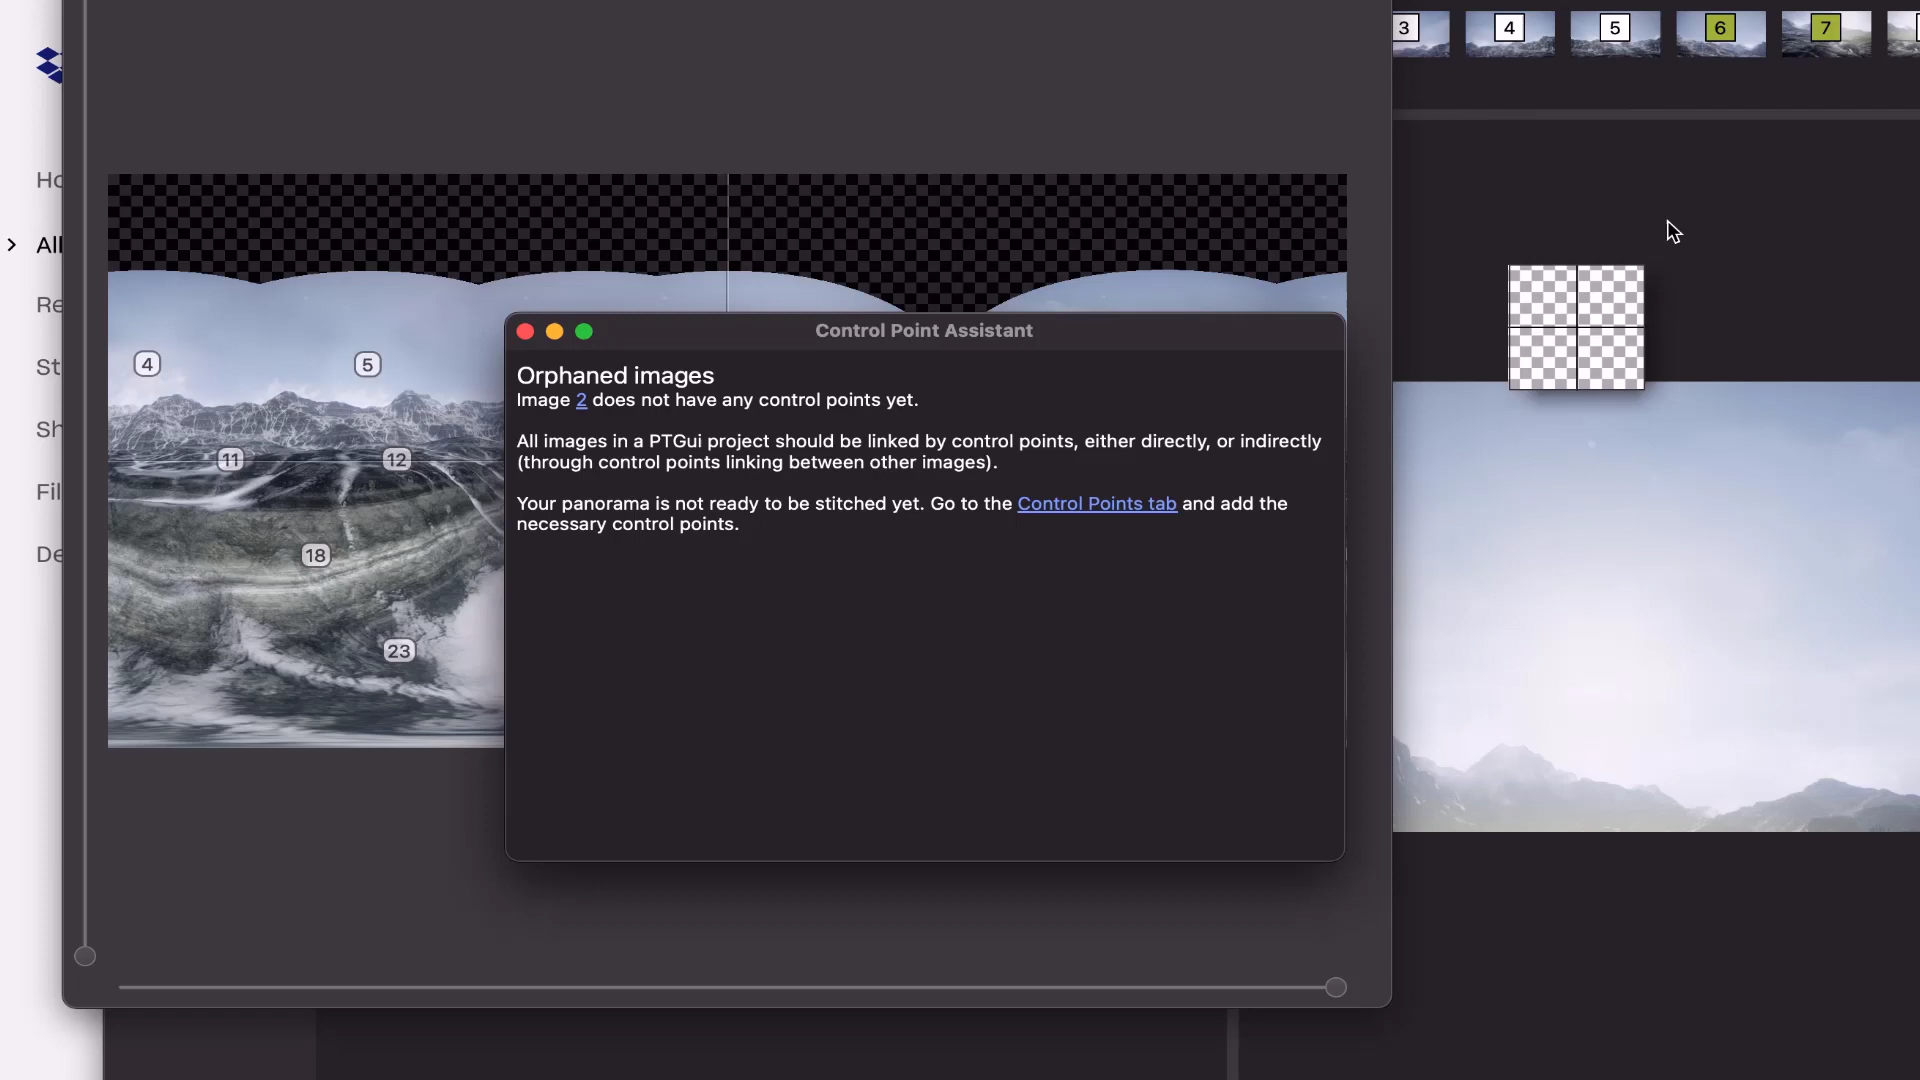 3
4
5
6
7
Ho
All
Re
St
Sh
Fil
De
4
5
11
12
18
23
Control Point Assistant
Orphaned images
Image 2 does not have any control points yet.
All images in a PTGui project should be linked by control points, either directly, or indirectly
(through control points linking between other images).
Your panorama is not ready to be stitched yet. Go to the Control Points tab and add the
necessary control points.